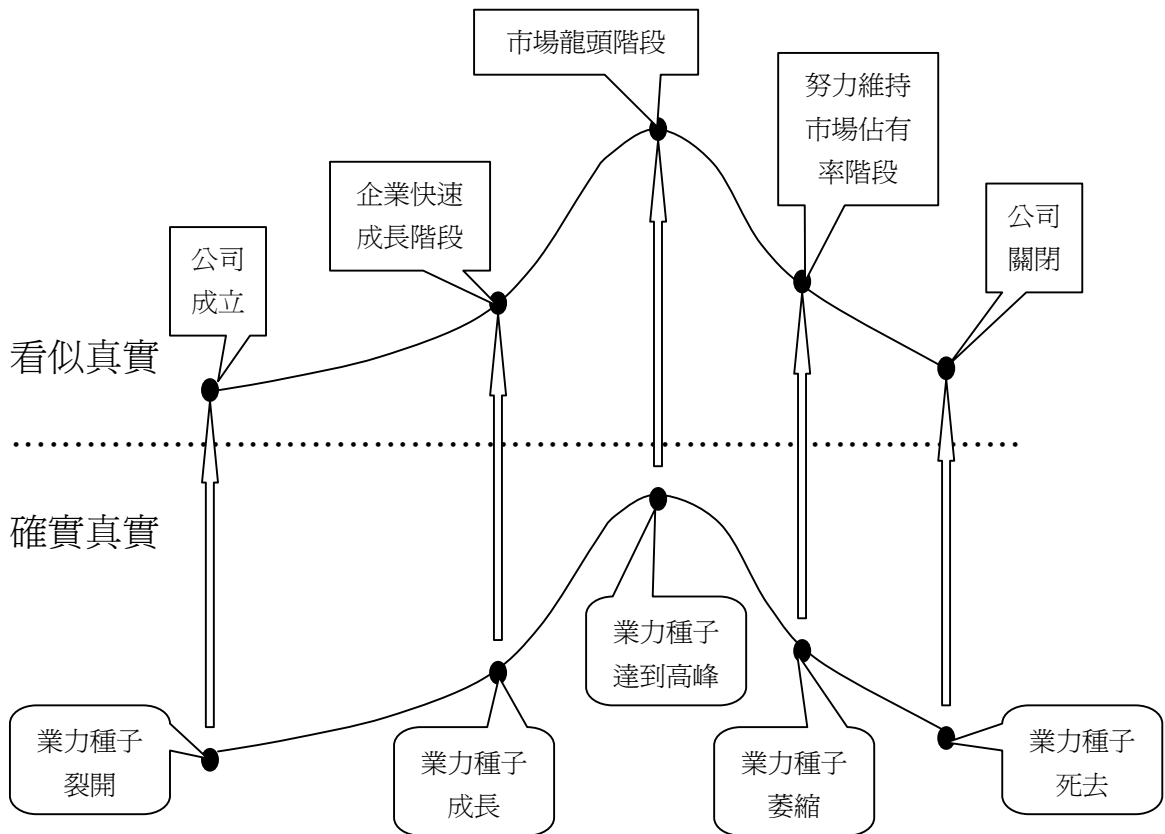 市場龍頭階段
努力維持
市場佔有
率階段
企業快速
成長階段
公司
關閉
公司
成立
看似真實
確實真實
業力種子
達到高峰
業力種子
裂開
業力種子
成長
業力種子
萎縮
業力種子
死去